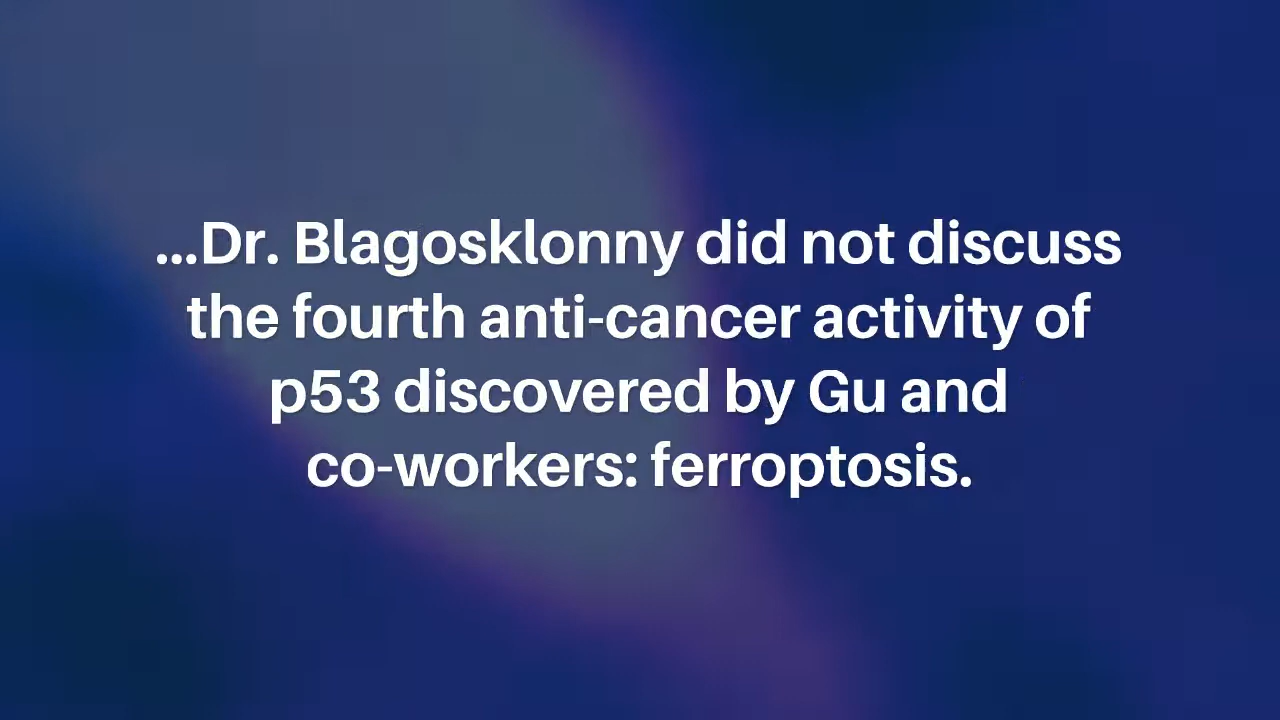 ...Dr. Blagosklonny did not discuss
the fourth anti-cancer activity of
p53 discovered by Gu and
co-workers: ferroptosis.